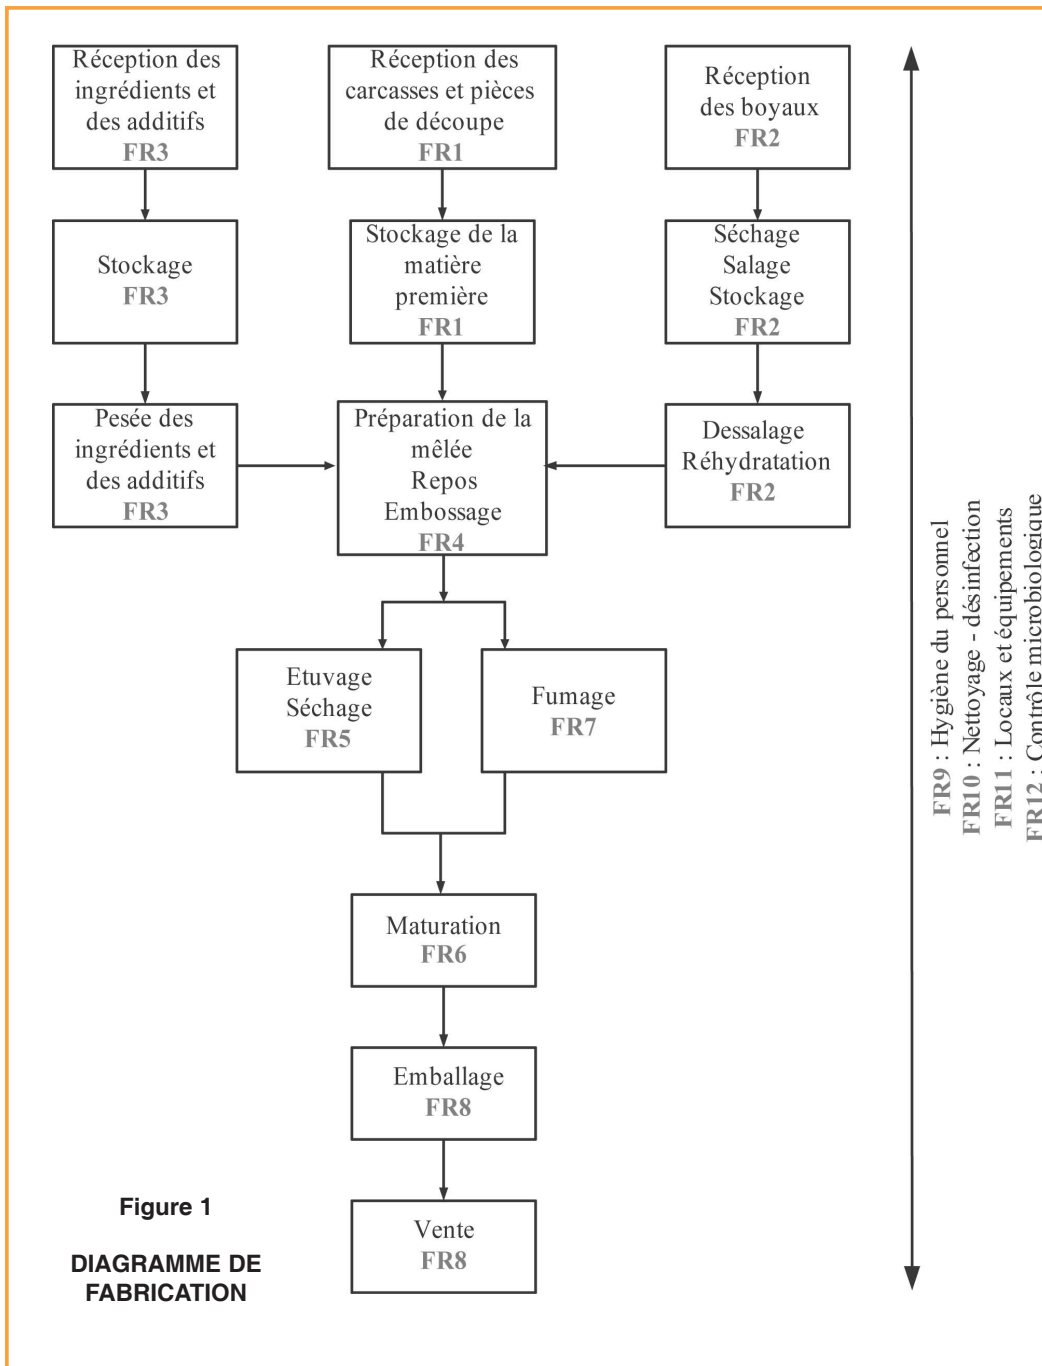 Réception des
ingrédients et
des additifs
FR3
Réception des
carcasses et pièces
de découpe
FR1
Réception
des boyaux
FR2
Stockage
FR3
Stockage de la
matière
première
FR1
Séchage
Salage
Stockage
FR2
Pesée des
ingrédients et
des additifs
FR3
Préparation de la
mêlée
Repos
Embossage
FR4
Dessalage
Réhydratation
FR2
Etuvage
Séchage
FR5
Fumage
FR7
Maturation
FR6
Emballage
FR8
Vente
FR8
FR9 : Hygiène du personnel
FR10 : Nettoyage - désinfection
FR11 : Locaux et équipements
FR12 : Contrôle microbiologique
Figure 1
DIAGRAMME DE
FABRICATION